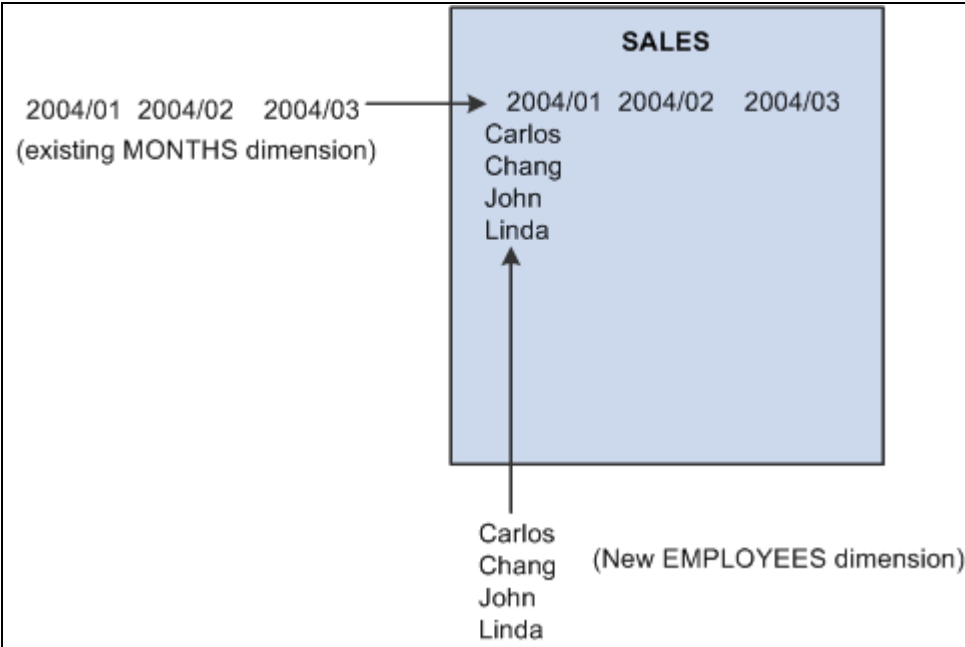 SALES
2004/01 2004/02 2004/03
(existing MONTHS dimension)
2004/01 2004/02 2004/03
Carlos
Chang
John
Linda
Carlos
Chang
John
Linda
(New EMPLOYEES dimension)